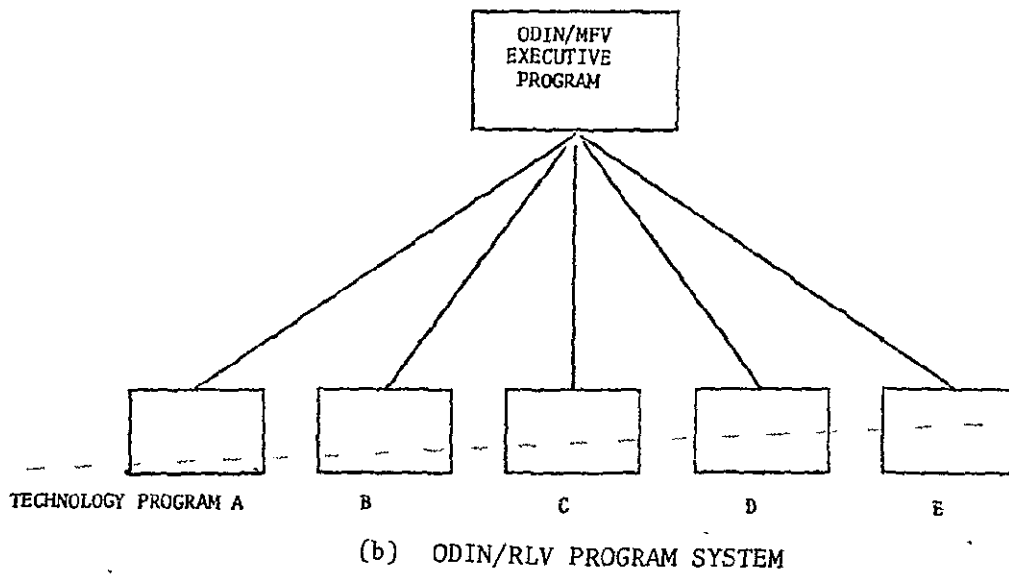 ODIN/MFV
EXECUTIVE
PROGRAM
TECHNOLOGY PROGRAM A B C D E
(b) ODIN/RLV PROGRAM SYSTEM